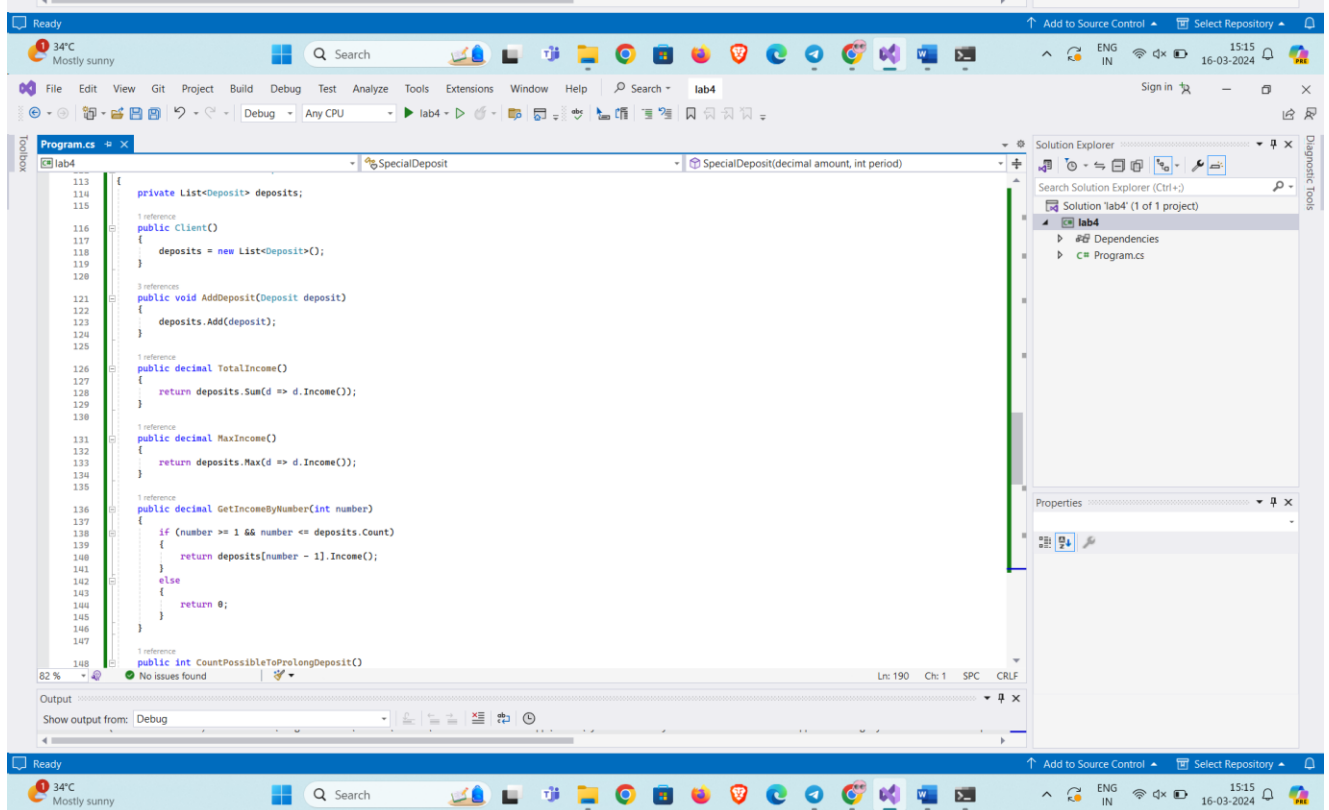 Ready
Add to Source Control
Select Repository
1
34°C
Mostly sunny
Search
ENG
IN
15:15
16-03-2024
PRE
File Edit View Git Project Build Debug Test Analyze Tools Extensions Window Help Search lab4 Sign in
Debug Any CPU lab4
Toolbox
Program.cs
lab4 SpecialDeposit SpecialDeposit(decimal amount, int period)
113 {
114 private List<Deposit> deposits;
115
1 reference
116 public Client()
117 {
118 deposits = new List<Deposit>();
119 }
120
3 references
121 public void AddDeposit(Deposit deposit)
122 {
123 deposits.Add(deposit);
124 }
125
1 reference
126 public decimal TotalIncome()
127 {
128 return deposits.Sum(d => d.Income());
129 }
130
1 reference
131 public decimal MaxIncome()
132 {
133 return deposits.Max(d => d.Income());
134 }
135
1 reference
136 public decimal GetIncomeByNumber(int number)
137 {
138 if (number >= 1 && number <= deposits.Count)
139 {
140 return deposits[number - 1].Income();
141 }
142 else
143 {
144 return 0;
145 }
146 }
147
1 reference
148 public int CountPossibleToProlongDeposit()
82 % No issues found Ln: 190 Ch: 1 SPC CRLF
Output
Show output from: Debug
Solution Explorer
Search Solution Explorer (Ctrl+;)
Solution 'lab4' (1 of 1 project)
lab4
Dependencies
C# Program.cs
Properties
Diagnostic Tools
Ready
Add to Source Control
Select Repository
1
34°C
Mostly sunny
Search
ENG
IN
15:15
16-03-2024
PRE